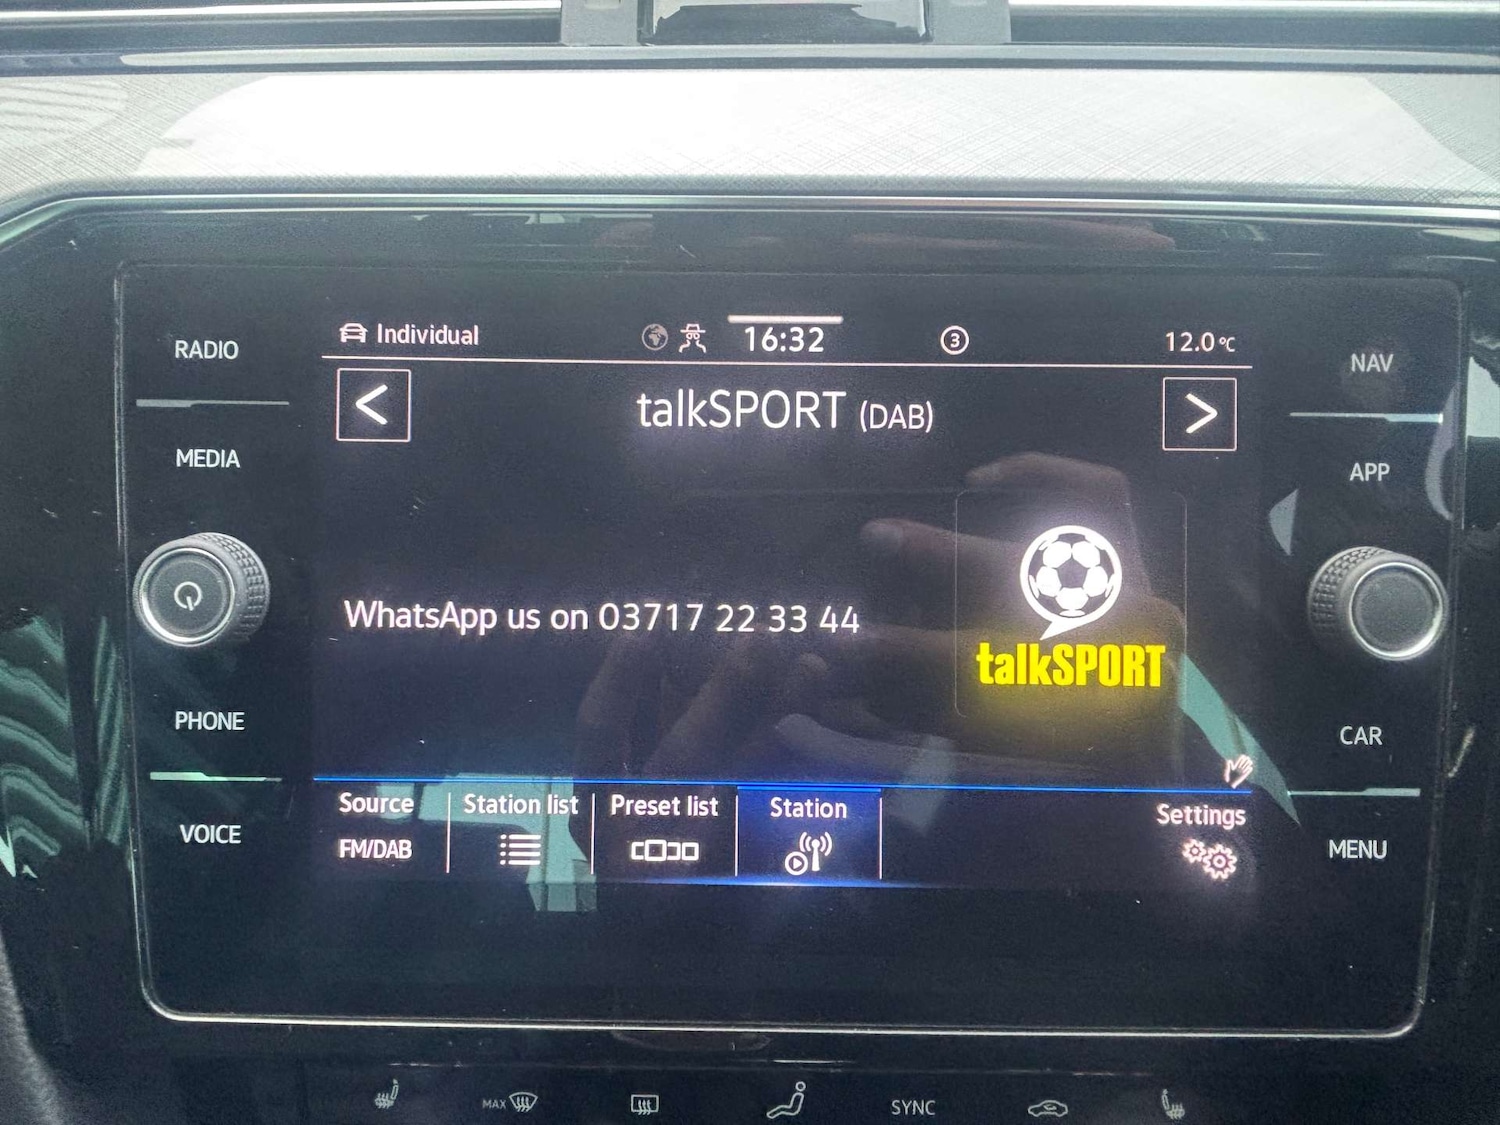 Individual
16:32
3
12.0°C
RADIO
NAV
<
talkSPORT (DAB)
>
MEDIA
APP
WhatsApp us on 03717 22 33 44
talkSPORT
PHONE
CAR
Source
Station list
Preset list
Station
Settings
FM/DAB
VOICE
MENU
MAX
SYNC